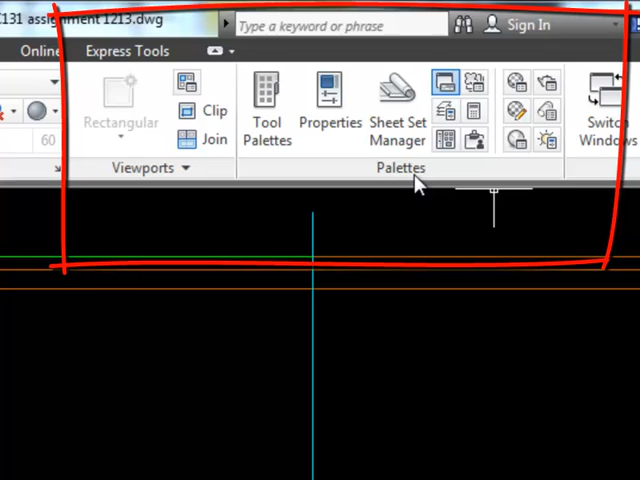 131 assignment 1213.dwg
Type a keyword or phrase
Sign In
Online
Express Tools
Rectangular
Clip
Join
60
Tool
Palettes
Properties
Sheet Set
Manager
Switch
Windows
Viewports
Palettes